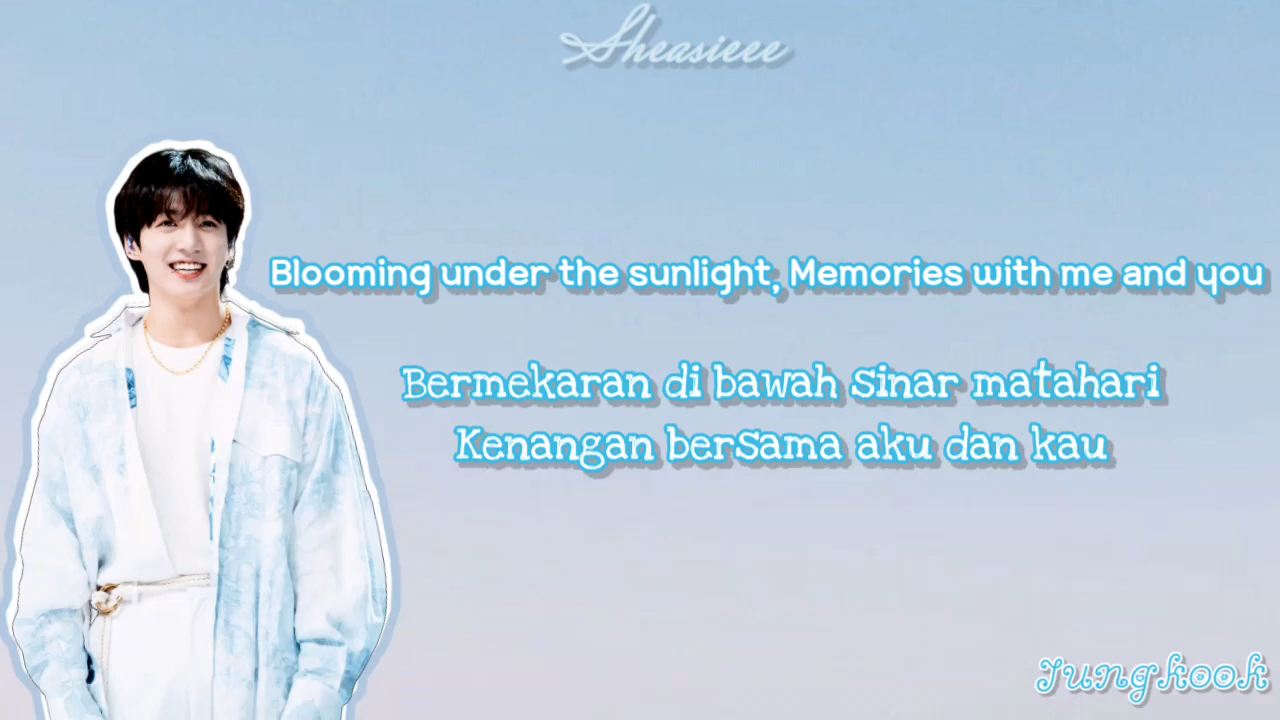 Sheasieee
Blooming under the sunlight, Memories with me and you
Bermekaran di bawah sinar matahari
Kenangan bersama aku dan kau
Jungkook